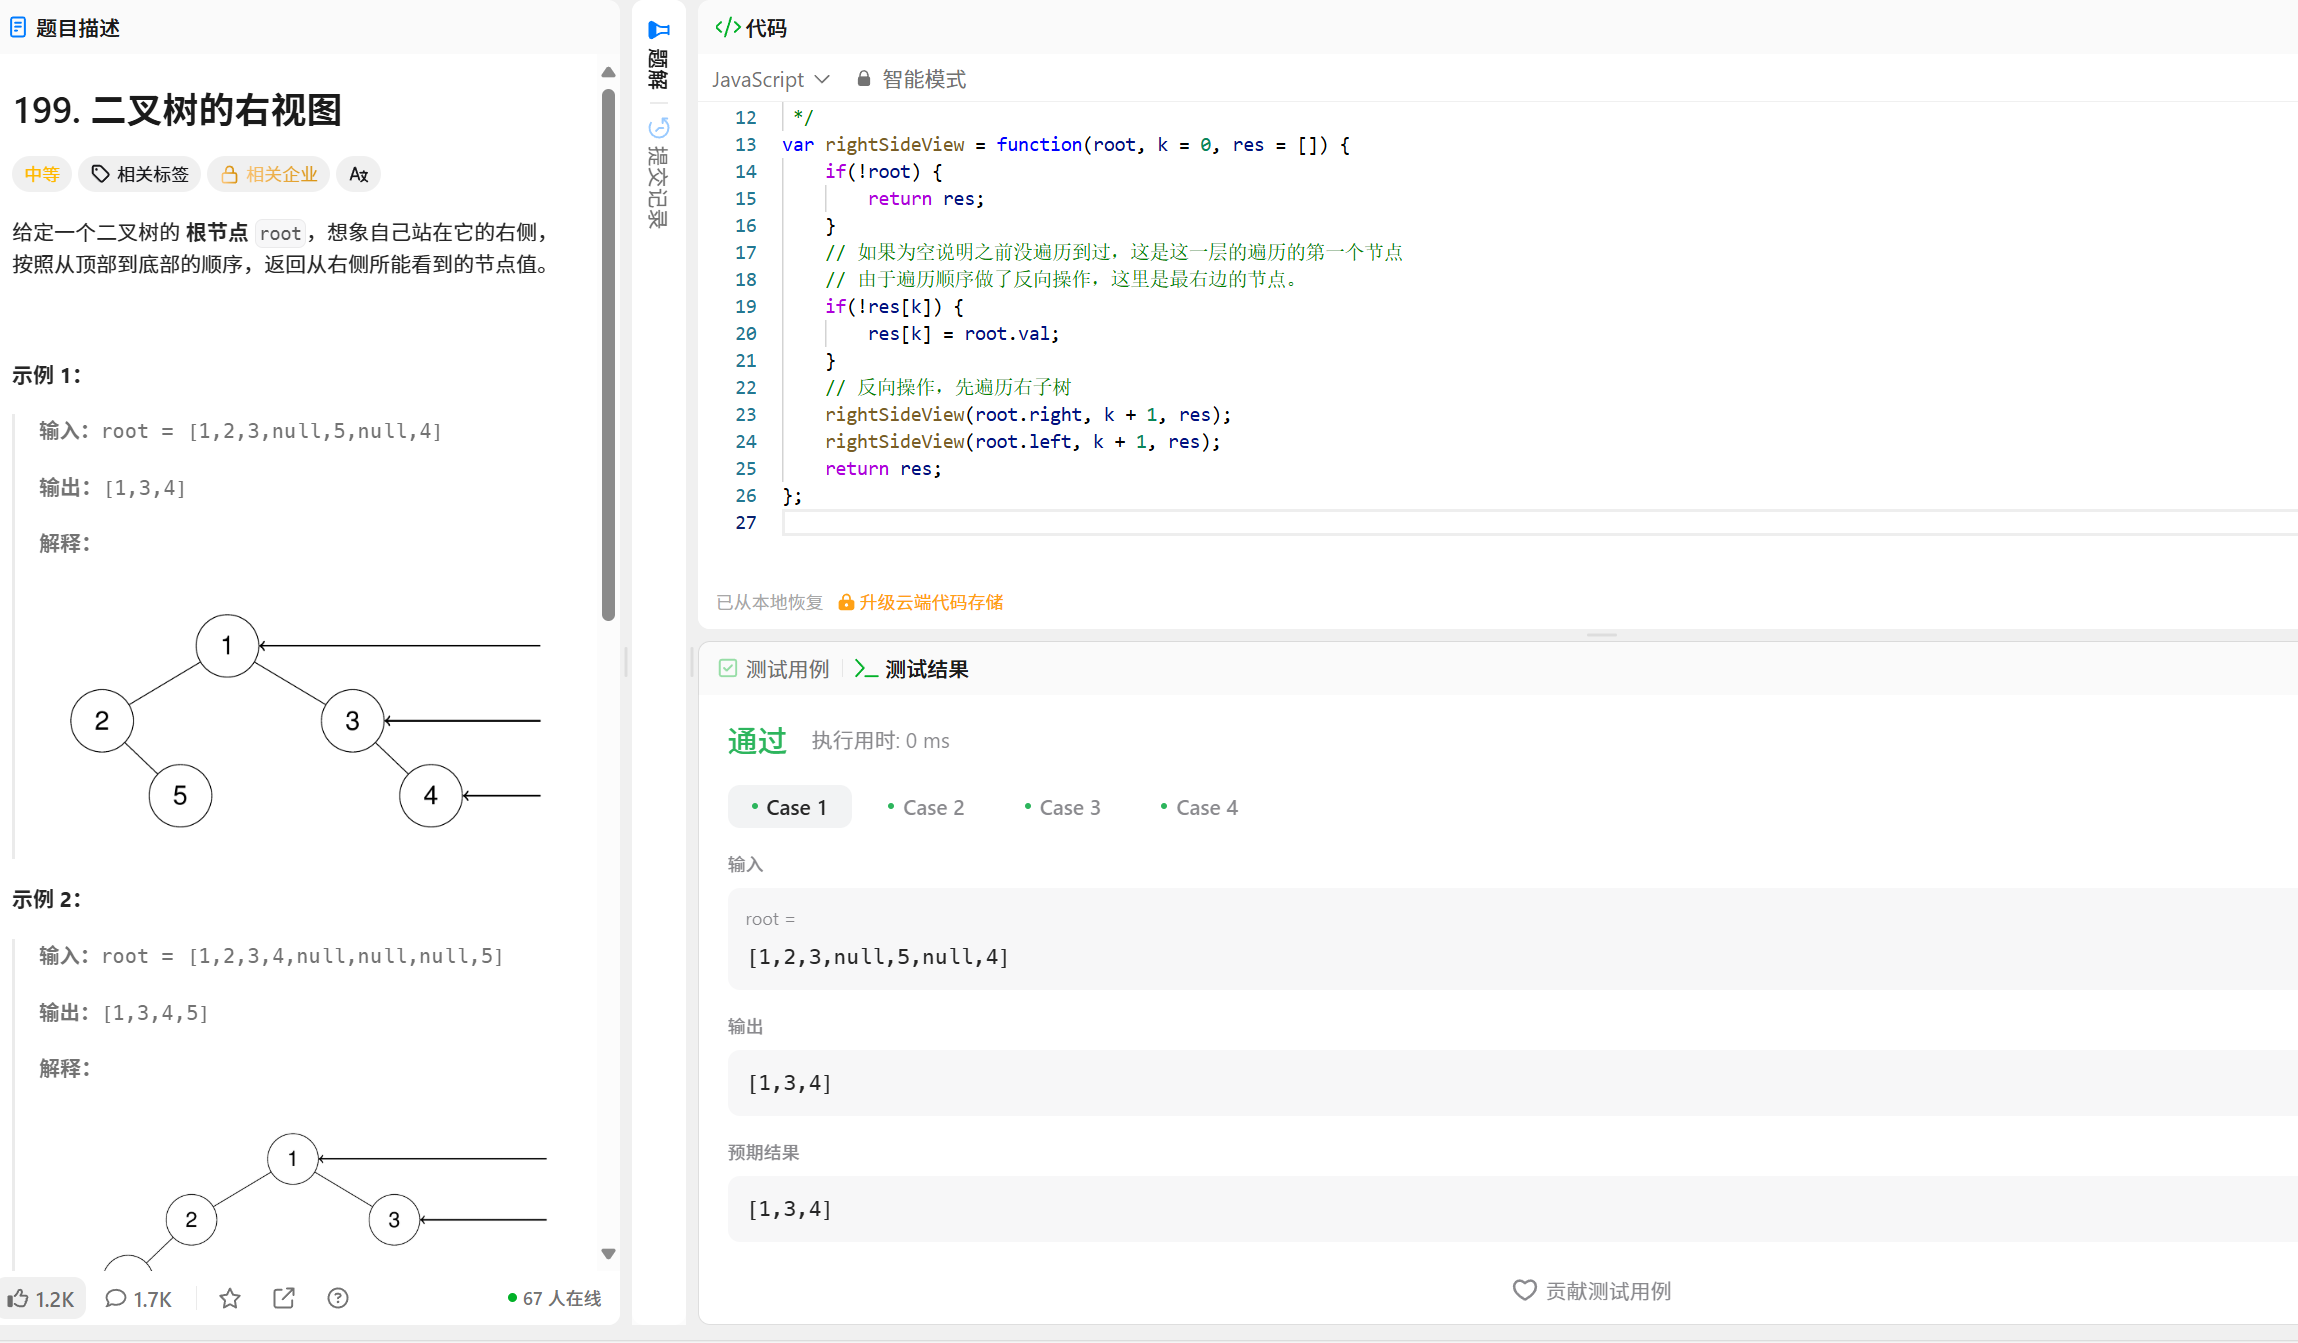 题目描述
199. 二叉树的右视图
中等 相关标签 相关企业 Ax
给定一个二叉树的 根节点 root，想象自己站在它的右侧，
按照从顶部到底部的顺序，返回从右侧所能看到的节点值。
示例 1：
输入：root = [1,2,3,null,5,null,4]
输出：[1,3,4]
解释：
1
2 3
5 4
示例 2：
输入：root = [1,2,3,4,null,null,null,5]
输出：[1,3,4,5]
解释：
1
2 3
1.2K 1.7K 67 人在线
题解
提交记录
</> 代码
JavaScript 智能模式
12 */
13 var rightSideView = function(root, k = 0, res = []) {
14 if(!root) {
15 return res;
16 }
17 // 如果为空说明之前没遍历到过，这是这一层的遍历的第一个节点
18 // 由于遍历顺序做了反向操作，这里是最右边的节点。
19 if(!res[k]) {
20 res[k] = root.val;
21 }
22 // 反向操作，先遍历右子树
23 rightSideView(root.right, k + 1, res);
24 rightSideView(root.left, k + 1, res);
25 return res;
26 };
27
已从本地恢复 升级云端代码存储
测试用例 >_ 测试结果
通过 执行用时: 0 ms
Case 1 Case 2 Case 3 Case 4
输入
root =
[1,2,3,null,5,null,4]
输出
[1,3,4]
预期结果
[1,3,4]
贡献测试用例